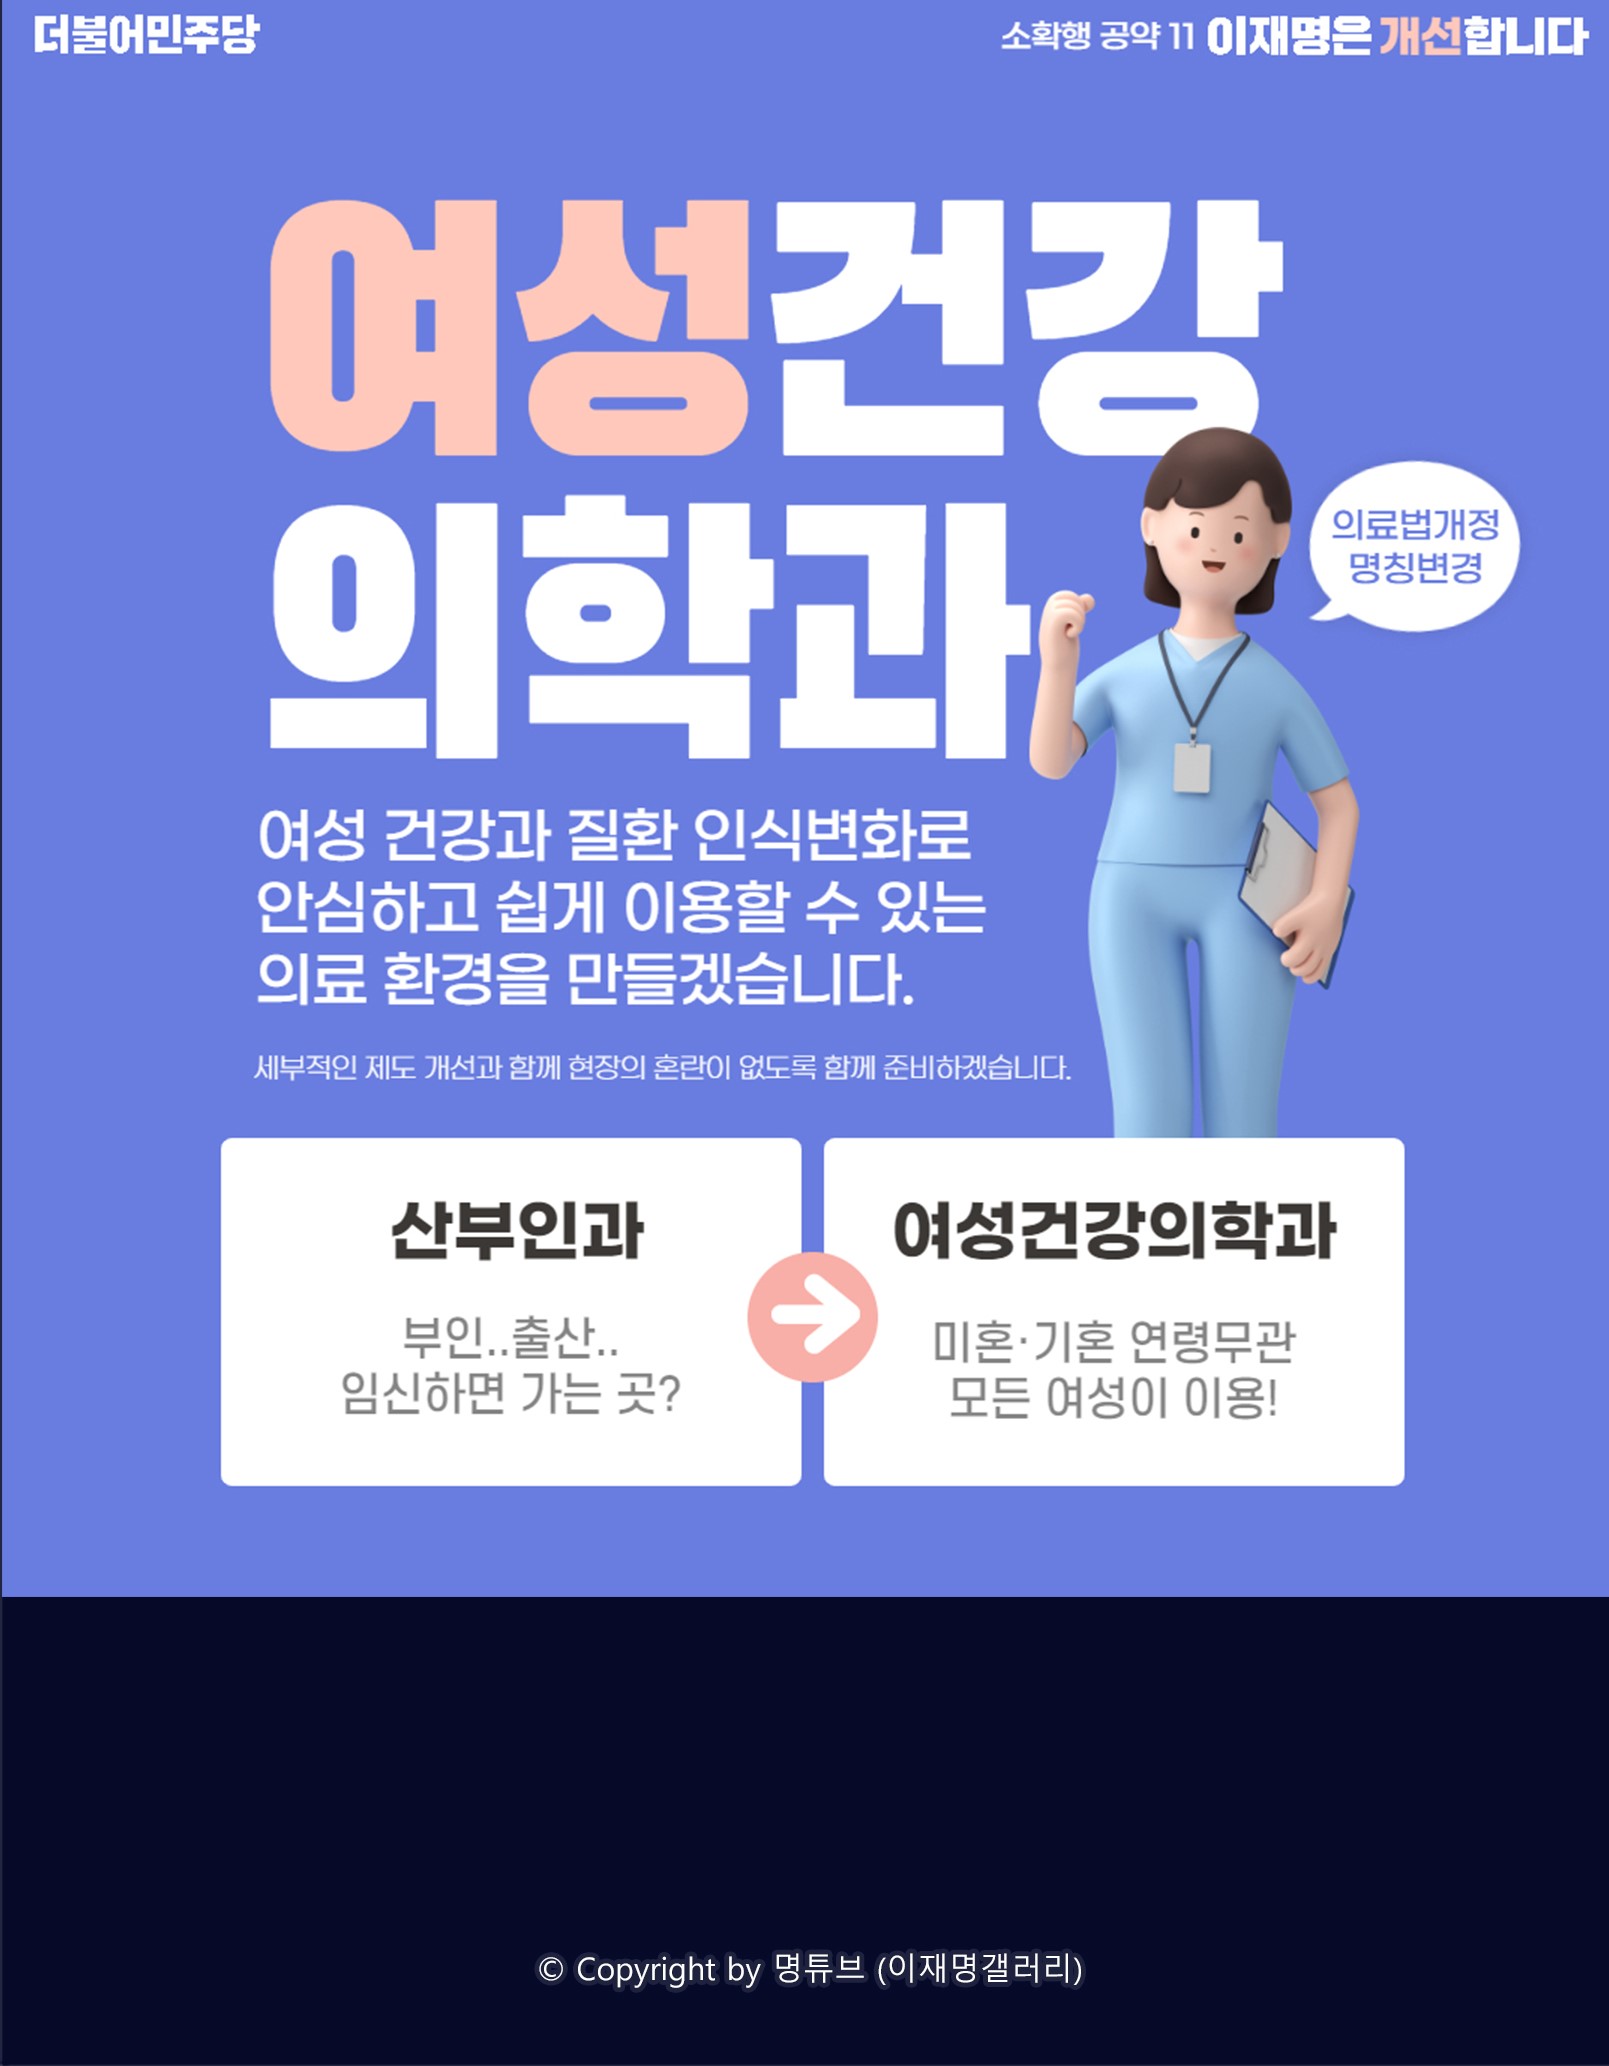 더불어민주당
소확행 공약 11 이재명은 개선합니다
여성건강
의학과
의료법개정
명칭변경
여성 건강과 질환 인식변화로
안심하고 쉽게 이용할 수 있는
의료 환경을 만들겠습니다.
세부적인 제도 개선과 함께 현장의 혼란이 없도록 함께 준비하겠습니다.
산부인과
부인..출산..
임신하면 가는 곳?
여성건강의학과
미혼·기혼 연령무관
모든 여성이 이용!
© Copyright by 명튜브 (이재명갤러리)